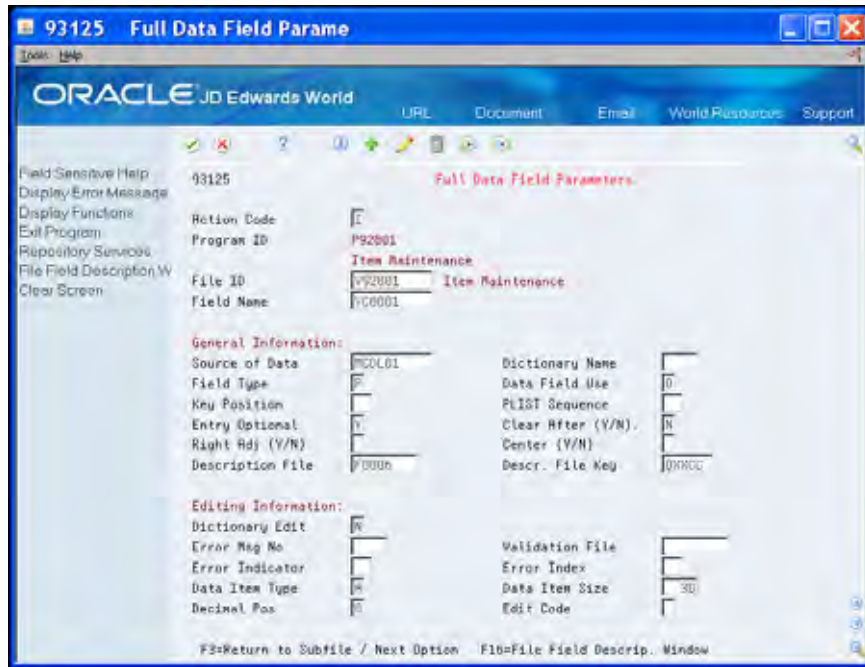 93125 Full Data Field Parame
Tools Help
ORACLE JD Edwards World
URL Document Email World Resources Support
Field Sensitive Help
Display Error Message
Display Functions
Exit Program
Repository Services
File Field Description W
Clear Screen
93125 Full Data Field Parameters
Action Code I
Program ID P92801
Item Maintenance
File ID V92801 Item Maintenance
Field Name VC0001
General Information:
Source of Data Dictionary Name
Field Type Data Field Use O
Key Position PLIST Sequence
Entry Optional Y Clear After (Y/N). N
Right Adj (Y/N) Center (Y/N)
Description File F0006 Descr. File Key
Editing Information:
Dictionary Edit N
Error Msg No Validation File
Error Indicator Error Index
Data Item Type A Data Item Size 30
Decimal Pos 0 Edit Code
F3=Return to Subfile / Next Option F16=File Field Descrip. Window